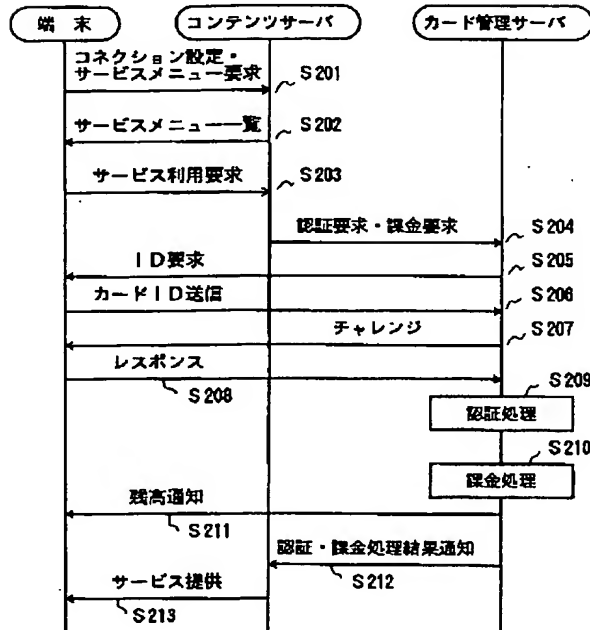 端　末
コンテンツサーバ
カード管理サーバ
コネクション設定・
サービスメニュー要求
S201
サービスメニュー一覧
S202
サービス利用要求
S203
認証要求・課金要求
S204
ID要求
S205
カードID送信
S206
チャレンジ
S207
レスポンス
S208
S209
認証処理
S210
課金処理
残高通知
S211
認証・課金処理結果通知
S212
サービス提供
S213